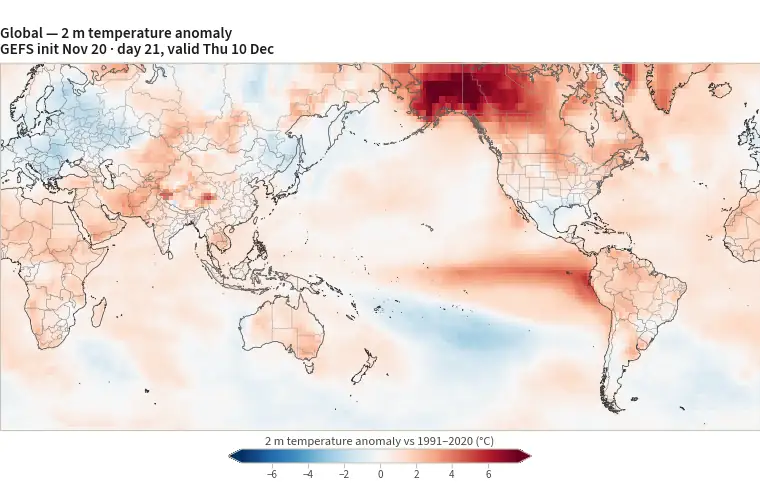 Global — 2 m temperature anomaly
GEFS init Nov 20 · day 21, valid Thu 10 Dec
2 m temperature anomaly vs 1991–2020 (°C)
−6 −4 −2 0 2 4 6